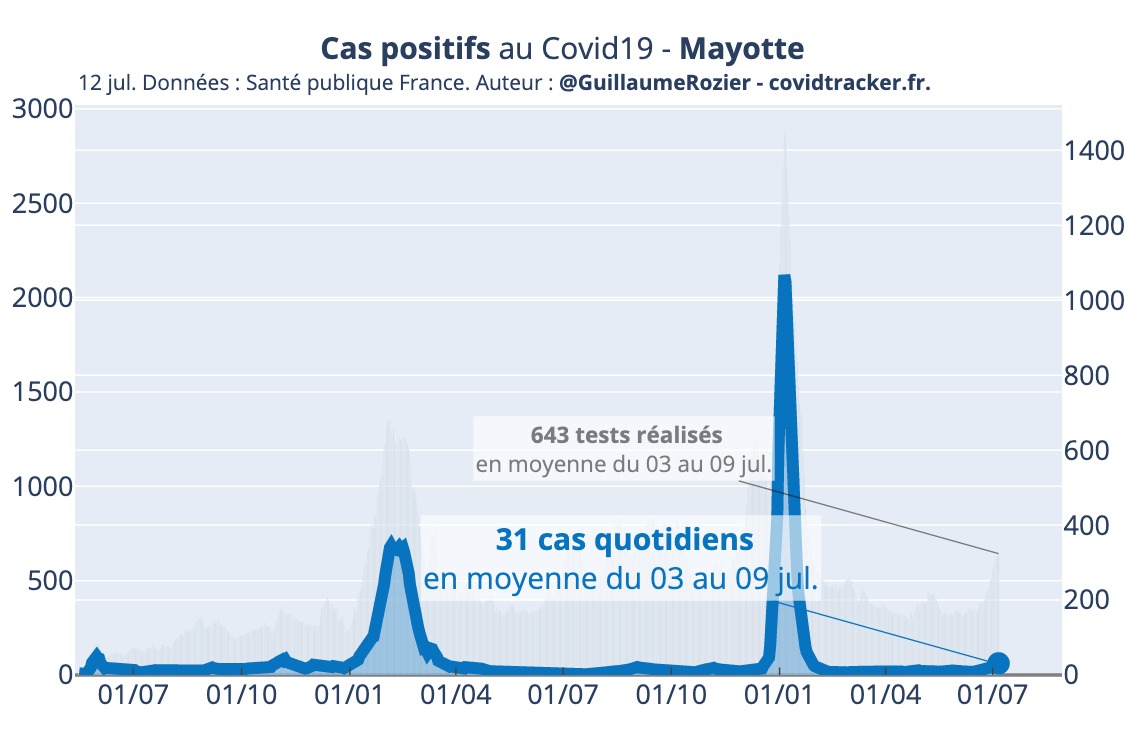 Cas positifs au Covid19 - Mayotte
12 jul. Données : Santé publique France. Auteur : @GuillaumeRozier - covidtracker.fr.
3000
2500
2000
1500
1000
500
0
1400
1200
1000
800
600
400
200
0
643 tests réalisés
en moyenne du 03 au 09 jul.
31 cas quotidiens
en moyenne du 03 au 09 jul.
01/07 01/10 01/01 01/04 01/07 01/10 01/01 01/04 01/07